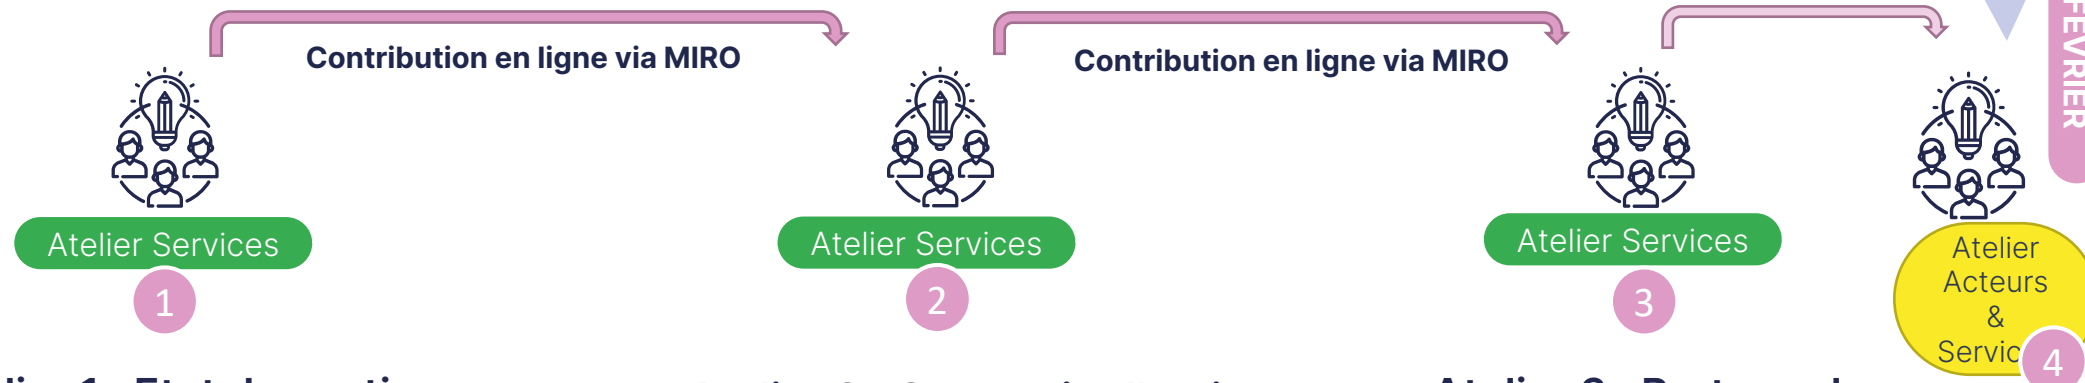 Contribution en ligne via MIRO
Contribution en ligne via MIRO
FEVRIER
Atelier Services
1
Atelier Services
2
Atelier Services
3
Atelier
Acteurs
&
Servic
4